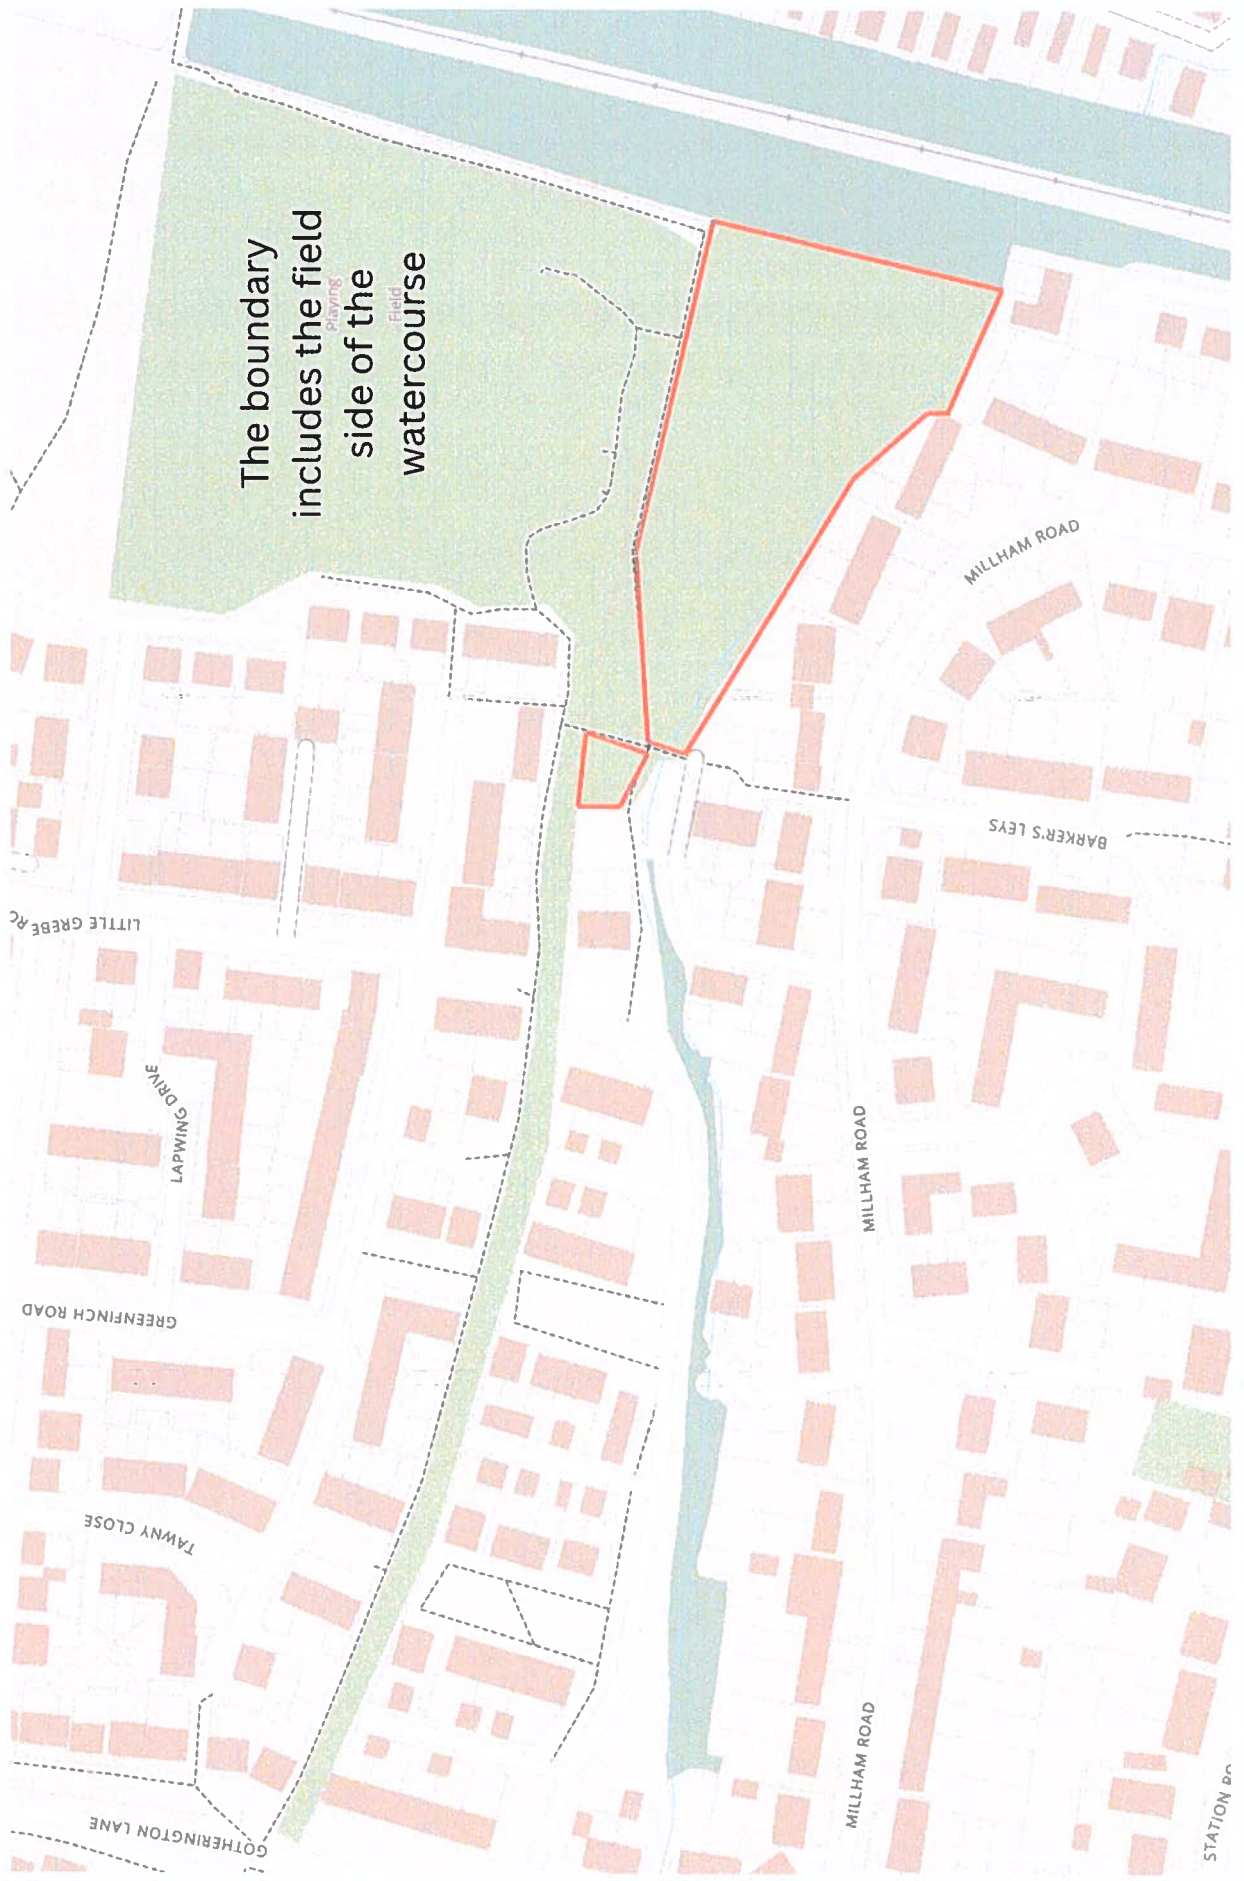 The boundary
includes the field
side of the
watercourse
Playing
Field
MILLHAM ROAD
BARKER'S LEYS
LITTLE GREBE RO
LAPWING DRIVE
MILLHAM ROAD
GREENFINCH ROAD
TAWNY CLOSE
MILLHAM ROAD
GOTHERINGTON LANE
STATION RO